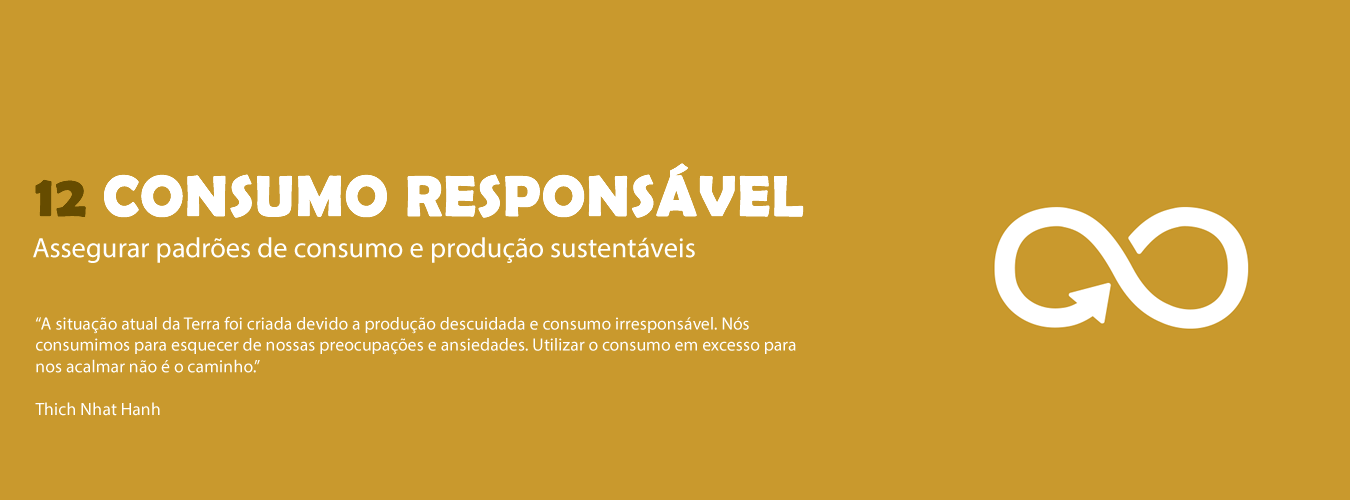 12 CONSUMO RESPONSÁVEL
Assegurar padrões de consumo e produção sustentáveis
“A situação atual da Terra foi criada devido a produção descuidada e consumo irresponsável. Nós
consumimos para esquecer de nossas preocupações e ansiedades. Utilizar o consumo em excesso para
nos acalmar não é o caminho.”
Thich Nhat Hanh